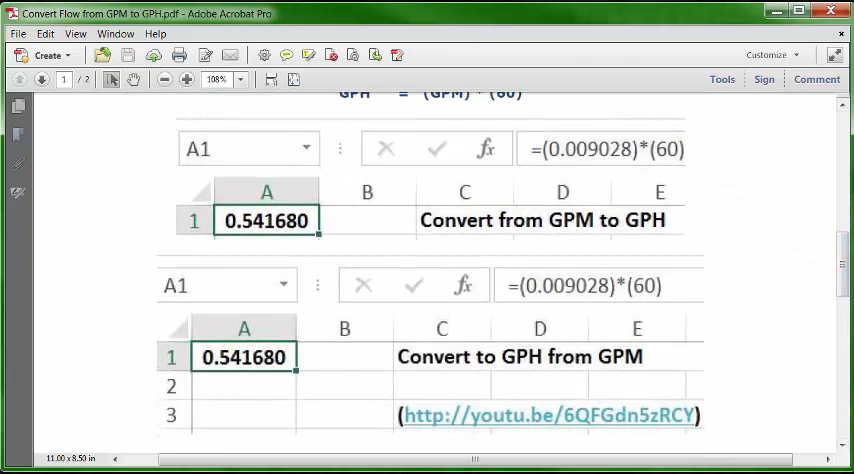 Convert Flow from GPM to GPH.pdf - Adobe Acrobat Pro
File Edit View Window Help
Create Customize
1 / 2 108% Tools Sign Comment
GPH = (GPM) * (60)
A1 fx =(0.009028)*(60)
A B C D E
1 0.541680 Convert from GPM to GPH
A1 fx =(0.009028)*(60)
A B C D E
1 0.541680 Convert to GPH from GPM
2
3 (http://youtu.be/6QFGdn5zRCY)
11.00 x 8.50 in